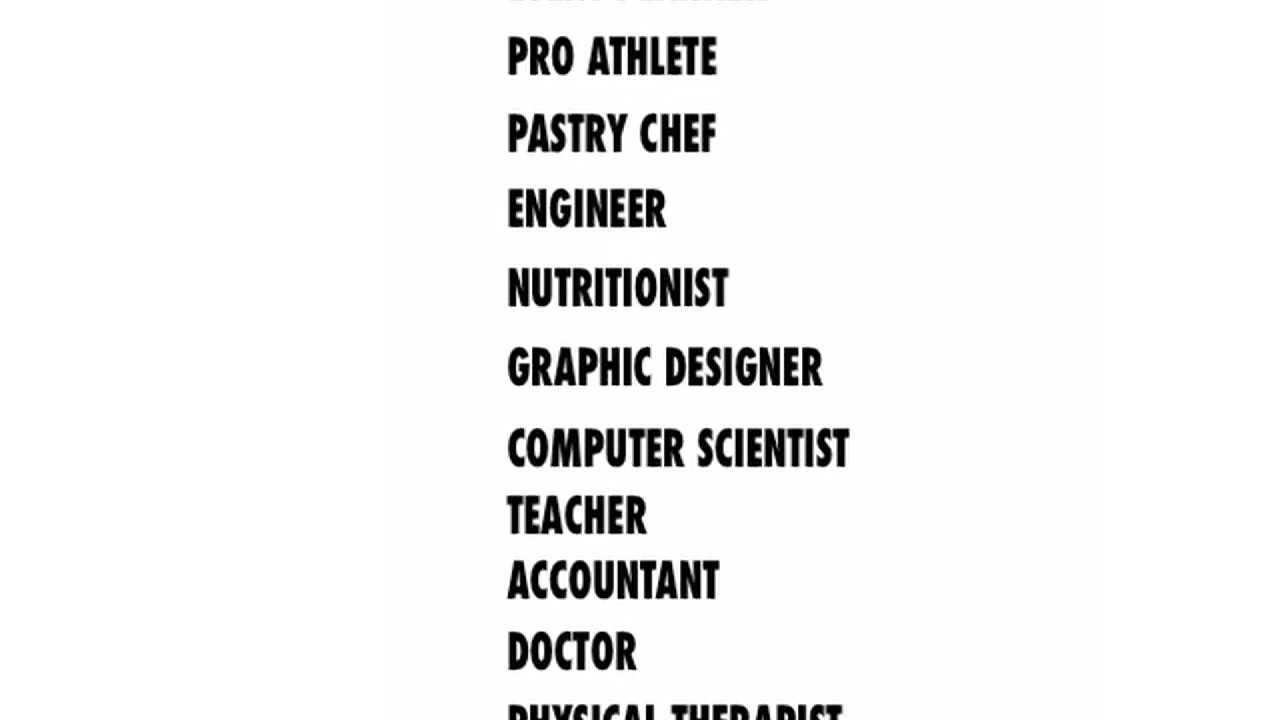 PRO ATHLETE
PASTRY CHEF
ENGINEER
NUTRITIONIST
GRAPHIC DESIGNER
COMPUTER SCIENTIST
TEACHER
ACCOUNTANT
DOCTOR
PHYSICAL THERAPIST